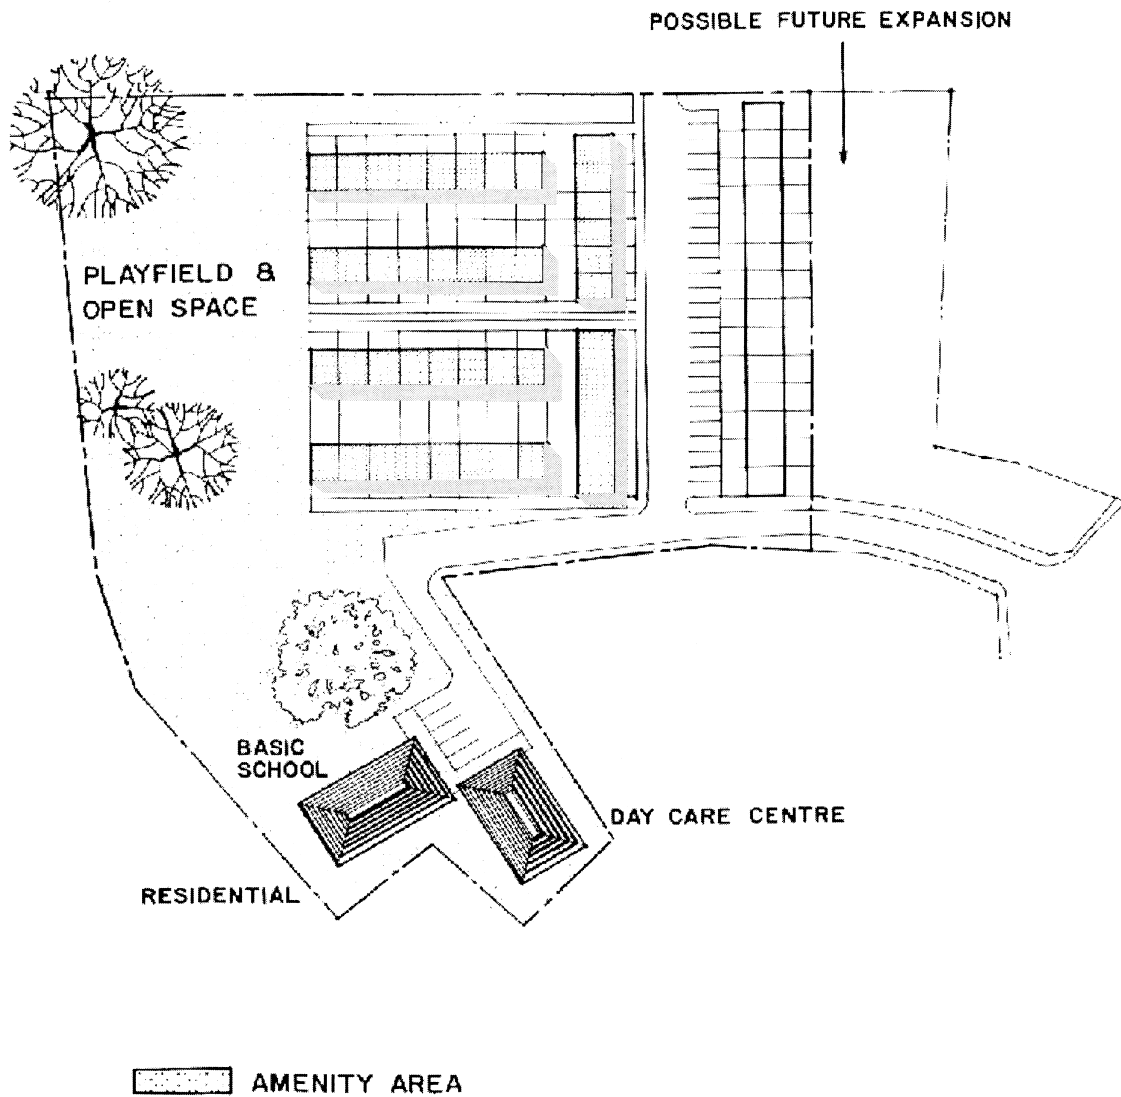 POSSIBLE FUTURE EXPANSION
PLAYFIELD &
OPEN SPACE
BASIC
SCHOOL
DAY CARE CENTRE
RESIDENTIAL
AMENITY AREA